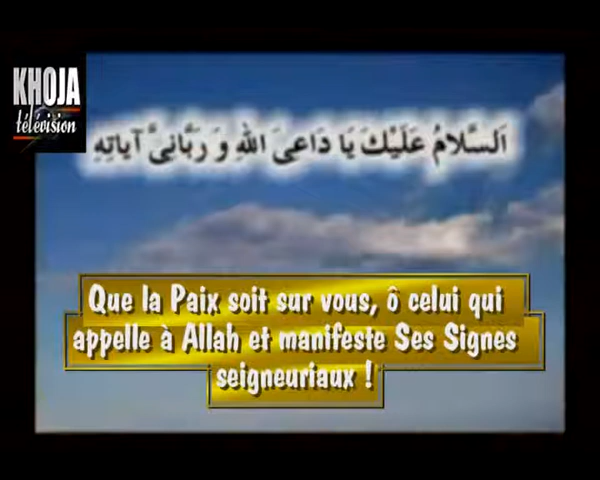 KHOJA
télévision
اَلسَّلامُ عَلَيْكَ يَا دَاعِيَ اللهِ وَ رَبَّانِيَّ آيَاتِهِ
Que la Paix soit sur vous, ô celui qui
appelle à Allah et manifeste Ses Signes
seigneuriaux !